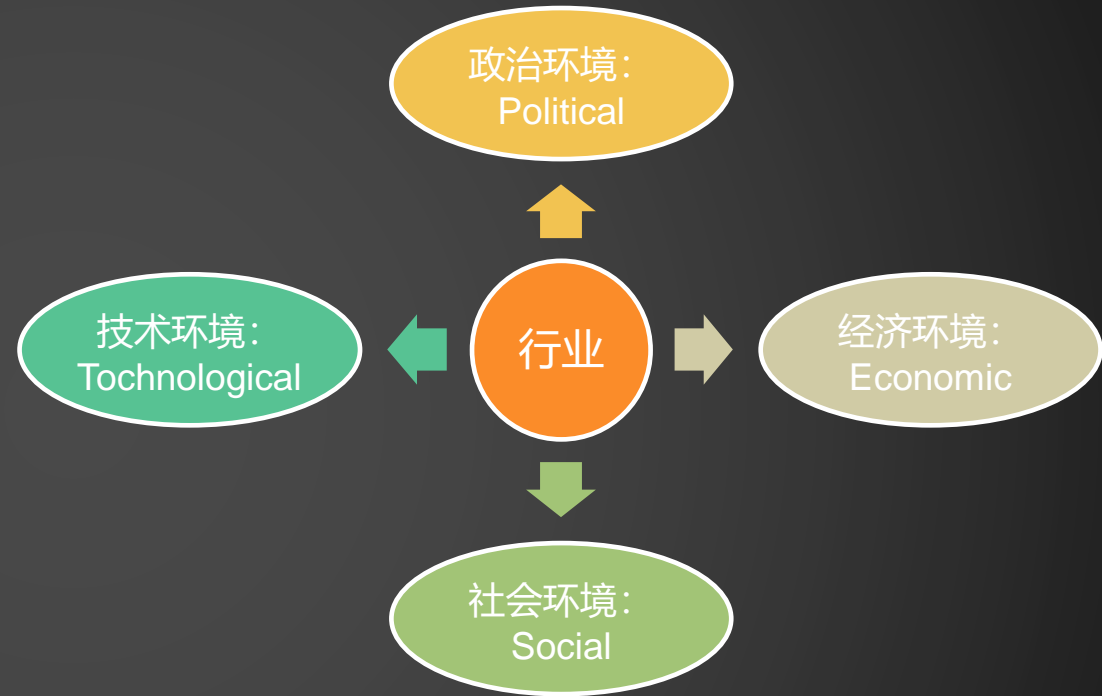 政治环境：
Political
技术环境：
Tochnological
行业
经济环境：
Economic
社会环境：
Social